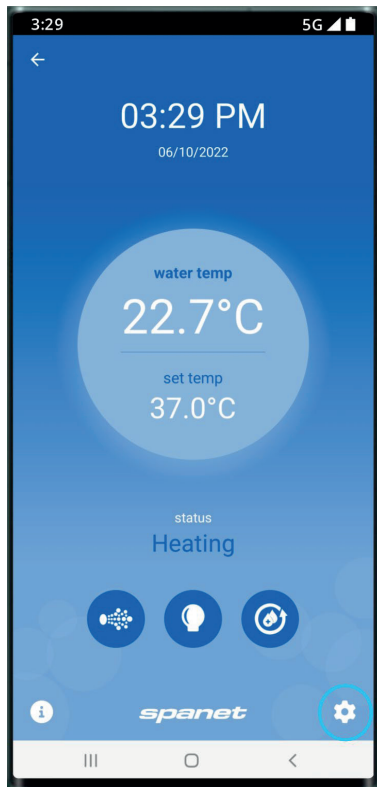 3:29 5G
03:29 PM
06/10/2022
water temp
22.7°C
set temp
37.0°C
status
Heating
i spanet